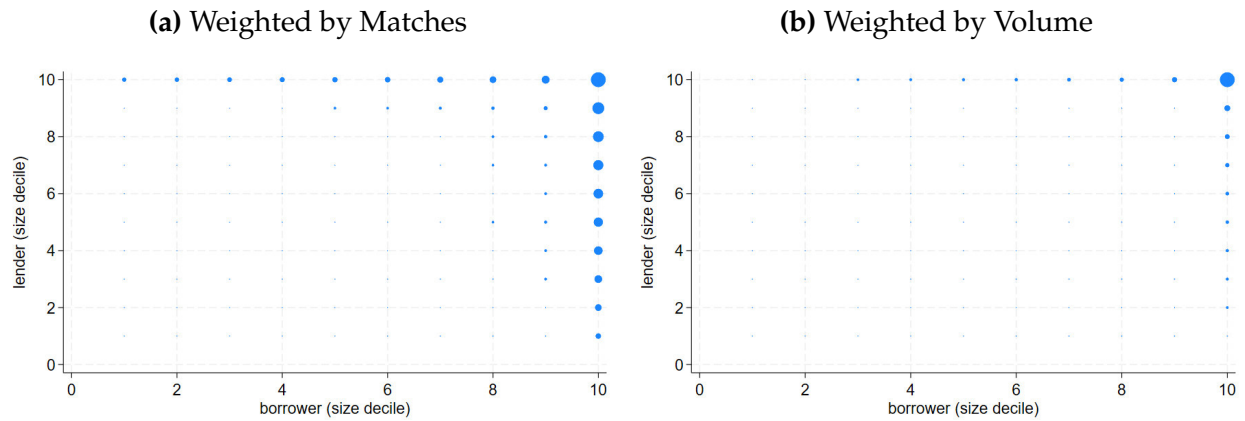 (a) Weighted by Matches
10
8
6
4
2
0
lender (size decile)
0 2 4 6 8 10
borrower (size decile)
(b) Weighted by Volume
10
8
6
4
2
0
lender (size decile)
0 2 4 6 8 10
borrower (size decile)